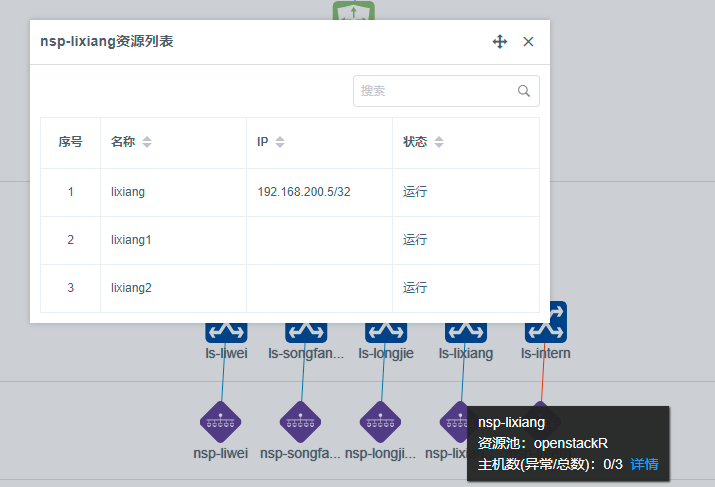 nsp-lixiang资源列表
搜索
序号 名称 IP 状态
1 lixiang 192.168.200.5/32 运行
2 lixiang1 运行
3 lixiang2 运行
ls-liwei ls-songfan... ls-longjie ls-lixiang ls-intern
nsp-liwei nsp-songfa... nsp-longji... nsp-lixia
nsp-lixiang
资源池：openstackR
主机数(异常/总数)：0/3 详情